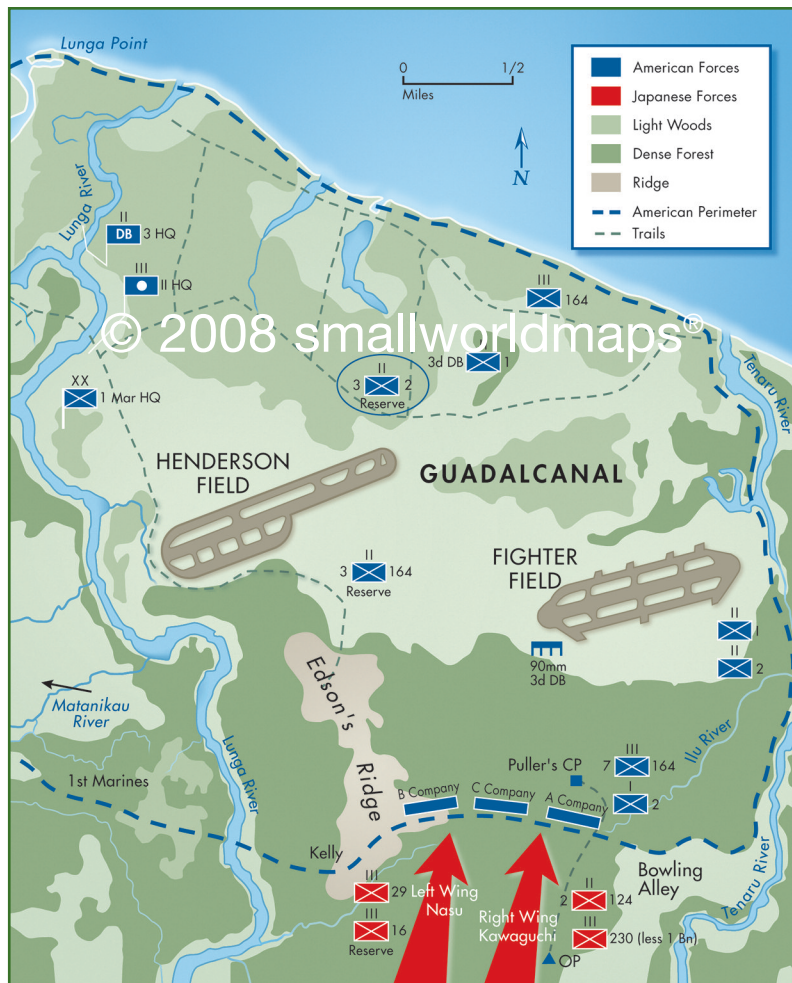 Lunga Point
0 1/2
Miles
N
American Forces
Japanese Forces
Light Woods
Dense Forest
Ridge
American Perimeter
Trails
Lunga River
II
DB 3 HQ
III
II HQ
III
164
© 2008 smallworldmaps®
3d DB 1
II
3 2
Reserve
XX
1 Mar HQ
Tenaru River
HENDERSON
FIELD
GUADALCANAL
II
3 164
Reserve
FIGHTER
FIELD
II
1
II
2
90mm
3d DB
Edson's
Ridge
Matanikau
River
Lunga River
Ilu River
1st Marines
Puller's CP
III
7 164
I
2
B Company
C Company
A Company
Kelly
Bowling
Alley
Tenaru River
III
29
Left Wing
Nasu
III
16
Reserve
Right Wing
Kawaguchi
II
2 124
III
230 (less 1 Bn)
OP